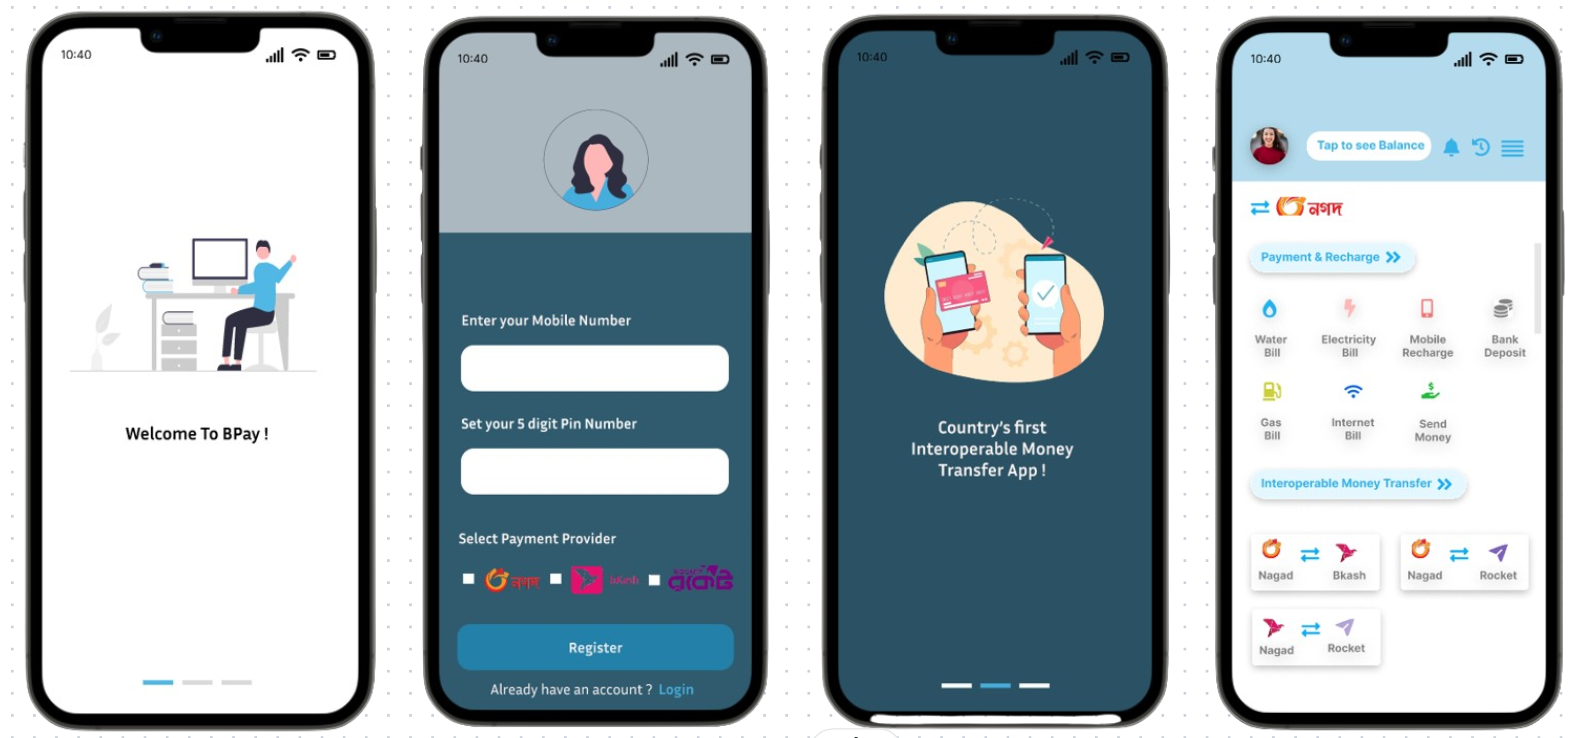 10:40
Welcome To BPay !
10:40
Enter your Mobile Number
Set your 5 digit Pin Number
Select Payment Provider
নগদ
bKash
রকেট
Register
Already have an account ? Login
10:40
Country's first
Interoperable Money
Transfer App !
10:40
Tap to see Balance
নগদ
Payment & Recharge
Water
Bill
Electricity
Bill
Mobile
Recharge
Bank
Deposit
Gas
Bill
Internet
Bill
Send
Money
Interoperable Money Transfer
Nagad
Bkash
Nagad
Rocket
Nagad
Rocket